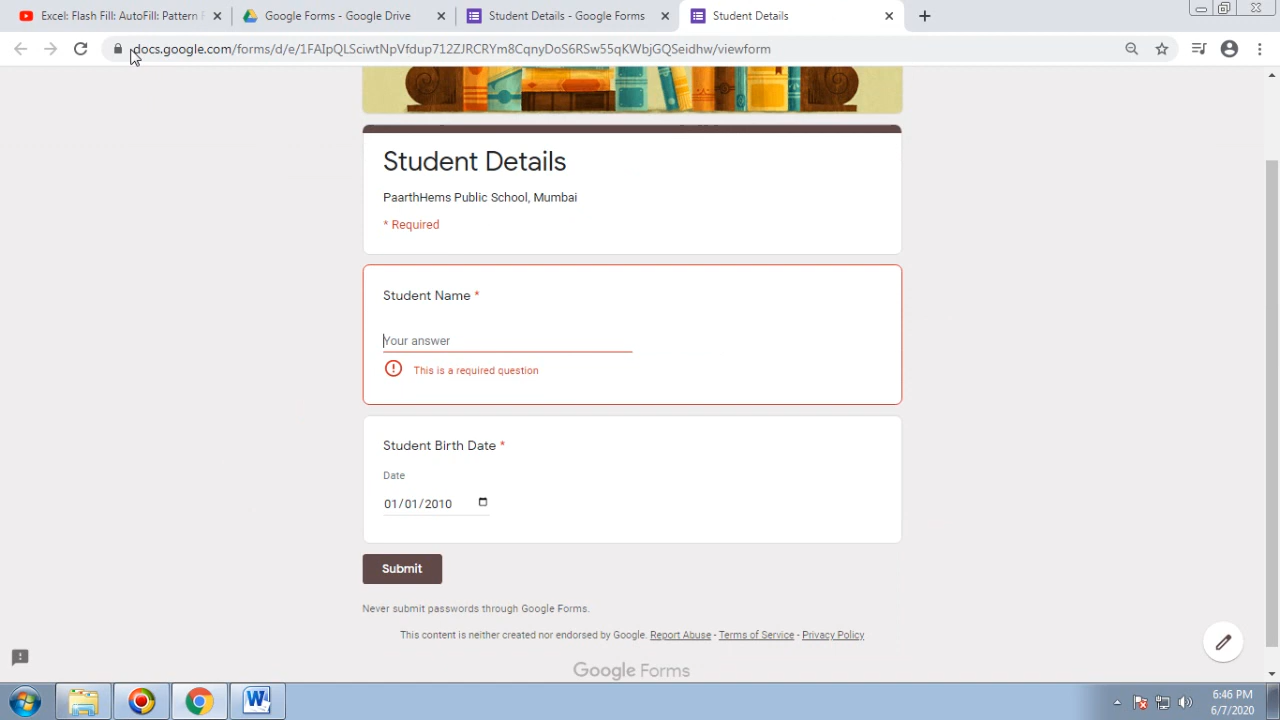 Excel: Flash Fill: AutoFill: Pattern F
Google Forms - Google Drive
Student Details - Google Forms
Student Details
docs.google.com/forms/d/e/1FAIpQLSciwtNpVfdup712ZJRCRYm8CqnyDoS6RSw55qKWbjGQSeidhw/viewform
Student Details
PaarthHems Public School, Mumbai
* Required
Student Name *
Your answer
This is a required question
Student Birth Date *
Date
01/01/2010
Submit
Never submit passwords through Google Forms.
This content is neither created nor endorsed by Google. Report Abuse - Terms of Service - Privacy Policy
Google Forms
6:46 PM
6/7/2020